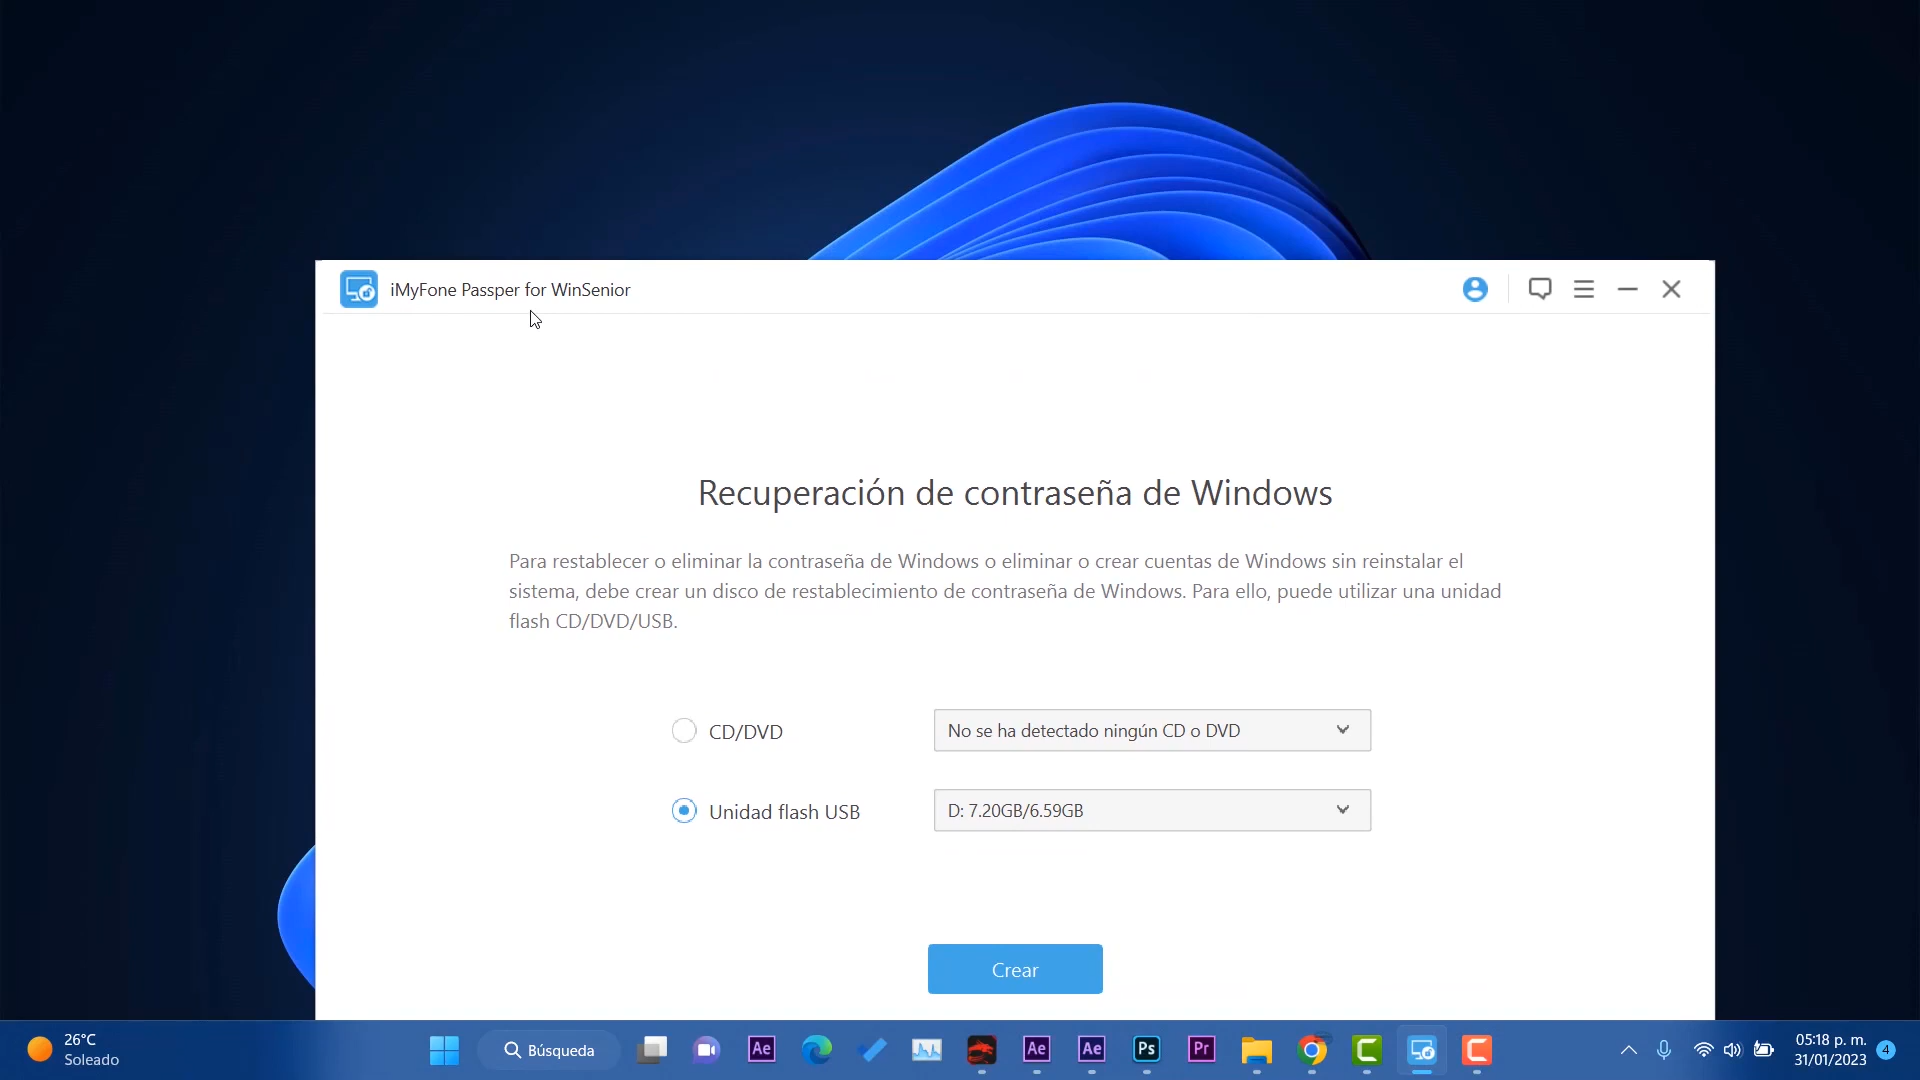 iMyFone Passper for WinSenior
Recuperación de contraseña de Windows
Para restablecer o eliminar la contraseña de Windows o eliminar o crear cuentas de Windows sin reinstalar el
sistema, debe crear un disco de restablecimiento de contraseña de Windows. Para ello, puede utilizar una unidad
flash CD/DVD/USB.
CD/DVD
No se ha detectado ningún CD o DVD
Unidad flash USB
D: 7.20GB/6.59GB
Crear
26°C
Soleado
Búsqueda
Ae
Ae
Ae
Ps
Pr
05:18 p. m.
31/01/2023
4